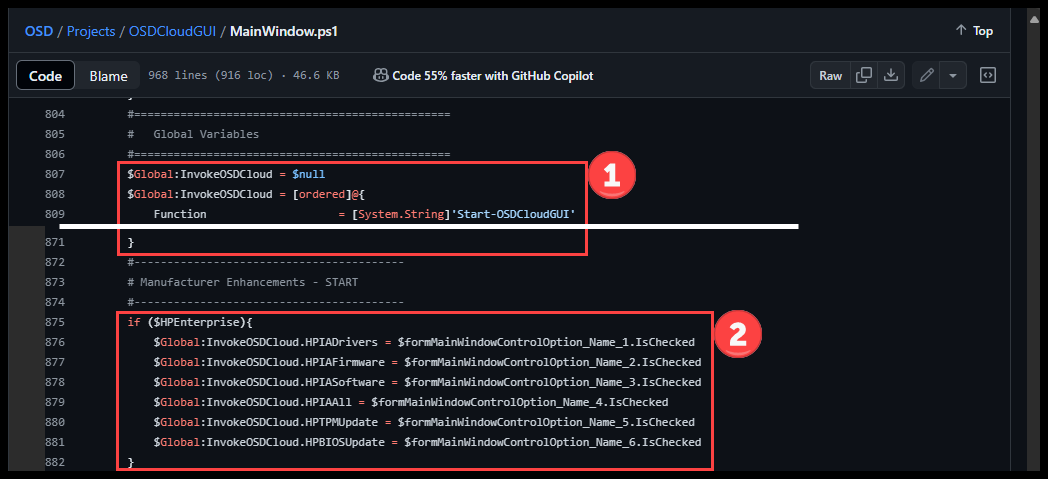 OSD / Projects / OSDCloudGUI / MainWindow.ps1
Top
Code Blame 968 lines (916 loc) · 46.6 KB Code 55% faster with GitHub Copilot Raw
804 #================================================
805 #   Global Variables
806 #================================================
807 $Global:InvokeOSDCloud = $null
808 $Global:InvokeOSDCloud = [ordered]@{
809     Function                    = [System.String]'Start-OSDCloudGUI'
1
871 }
872 #-----------------------------------------
873 # Manufacturer Enhancements - START
874 #-----------------------------------------
875 if ($HPEnterprise){
876     $Global:InvokeOSDCloud.HPIADrivers = $formMainWindowControlOption_Name_1.IsChecked
2
877     $Global:InvokeOSDCloud.HPIAFirmware = $formMainWindowControlOption_Name_2.IsChecked
878     $Global:InvokeOSDCloud.HPIASoftware = $formMainWindowControlOption_Name_3.IsChecked
879     $Global:InvokeOSDCloud.HPIAAll = $formMainWindowControlOption_Name_4.IsChecked
880     $Global:InvokeOSDCloud.HPTPMUpdate = $formMainWindowControlOption_Name_5.IsChecked
881     $Global:InvokeOSDCloud.HPBIOSUpdate = $formMainWindowControlOption_Name_6.IsChecked
882 }